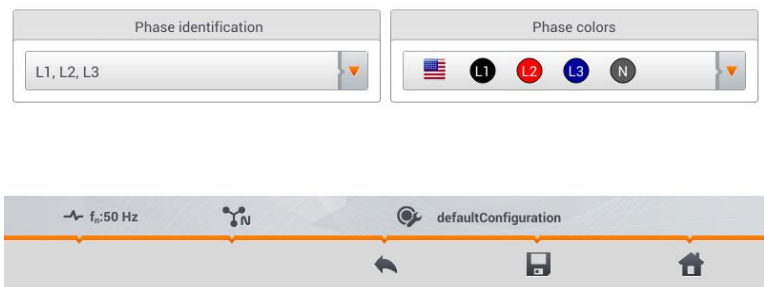 Phase identification
Phase colors
L1, L2, L3
L1 L2 L3 N
fn:50 Hz
N
defaultConfiguration